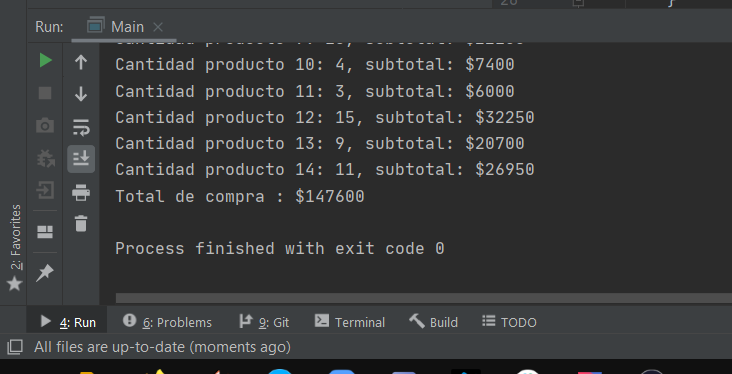 28
Run: Main
Cantidad producto 10: 4, subtotal: $7400
Cantidad producto 11: 3, subtotal: $6000
Cantidad producto 12: 15, subtotal: $32250
Cantidad producto 13: 9, subtotal: $20700
Cantidad producto 14: 11, subtotal: $26950
Total de compra : $147600
Process finished with exit code 0
2: Favorites
4: Run 6: Problems 9: Git Terminal Build TODO
All files are up-to-date (moments ago)